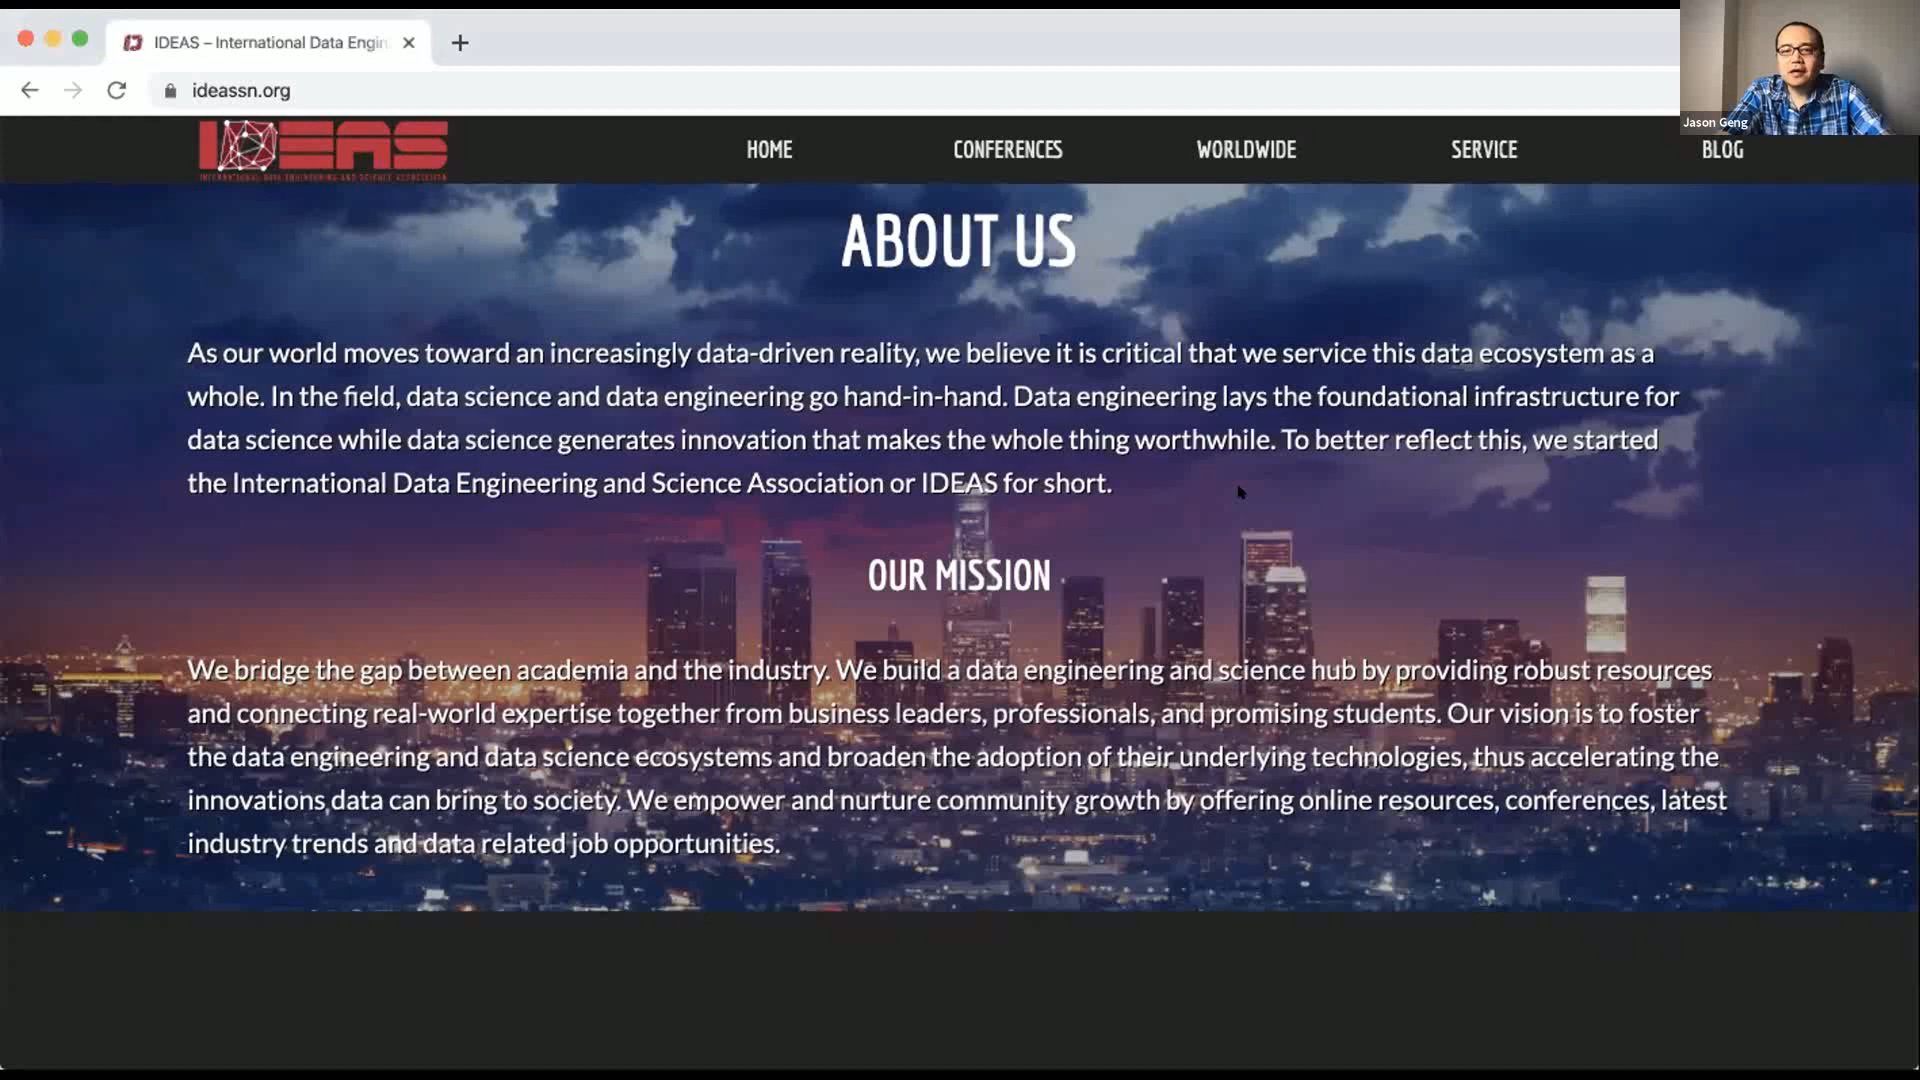 IDEAS – International Data Engin
ideassn.org
Jason Geng
IDEAS
INTERNATIONAL DATA ENGINEERING AND SCIENCE ASSOCIATION
HOME CONFERENCES WORLDWIDE SERVICE BLOG
ABOUT US
As our world moves toward an increasingly data-driven reality, we believe it is critical that we service this data ecosystem as a
whole. In the field, data science and data engineering go hand-in-hand. Data engineering lays the foundational infrastructure for
data science while data science generates innovation that makes the whole thing worthwhile. To better reflect this, we started
the International Data Engineering and Science Association or IDEAS for short.
OUR MISSION
We bridge the gap between academia and the industry. We build a data engineering and science hub by providing robust resources
and connecting real-world expertise together from business leaders, professionals, and promising students. Our vision is to foster
the data engineering and data science ecosystems and broaden the adoption of their underlying technologies, thus accelerating the
innovations data can bring to society. We empower and nurture community growth by offering online resources, conferences, latest
industry trends and data related job opportunities.